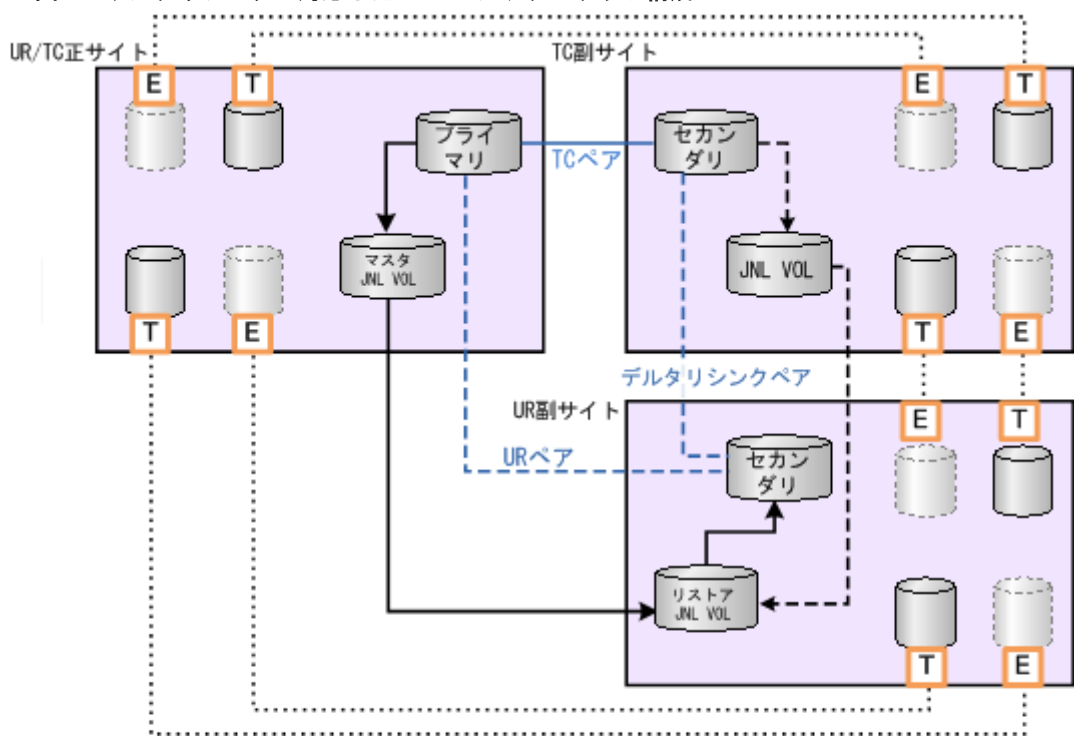 UR/TC正サイト
TC副サイト
E
T
E
T
プライ
マリ
TCペア
セカン
ダリ
マスタ
JNL VOL
JNL VOL
T
E
T
E
デルタリシンクペア
UR副サイト
E
T
URペア
セカン
ダリ
リストア
JNL VOL
T
E